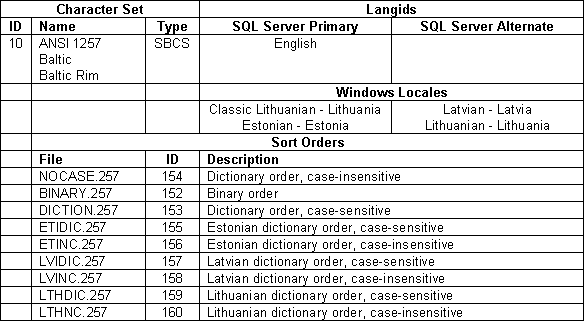 Character Set Langids
ID Name Type SQL Server Primary SQL Server Alternate
10 ANSI 1257 SBCS English
Baltic
Baltic Rim
Windows Locales
Classic Lithuanian - Lithuania Latvian - Latvia
Estonian - Estonia Lithuanian - Lithuania
Sort Orders
File ID Description
NOCASE.257 154 Dictionary order, case-insensitive
BINARY.257 152 Binary order
DICTION.257 153 Dictionary order, case-sensitive
ETIDIC.257 155 Estonian dictionary order, case-sensitive
ETINC.257 156 Estonian dictionary order, case-insensitive
LVIDIC.257 157 Latvian dictionary order, case-sensitive
LVINC.257 158 Latvian dictionary order, case-insensitive
LTHDIC.257 159 Lithuanian dictionary order, case-sensitive
LTHNC.257 160 Lithuanian dictionary order, case-insensitive